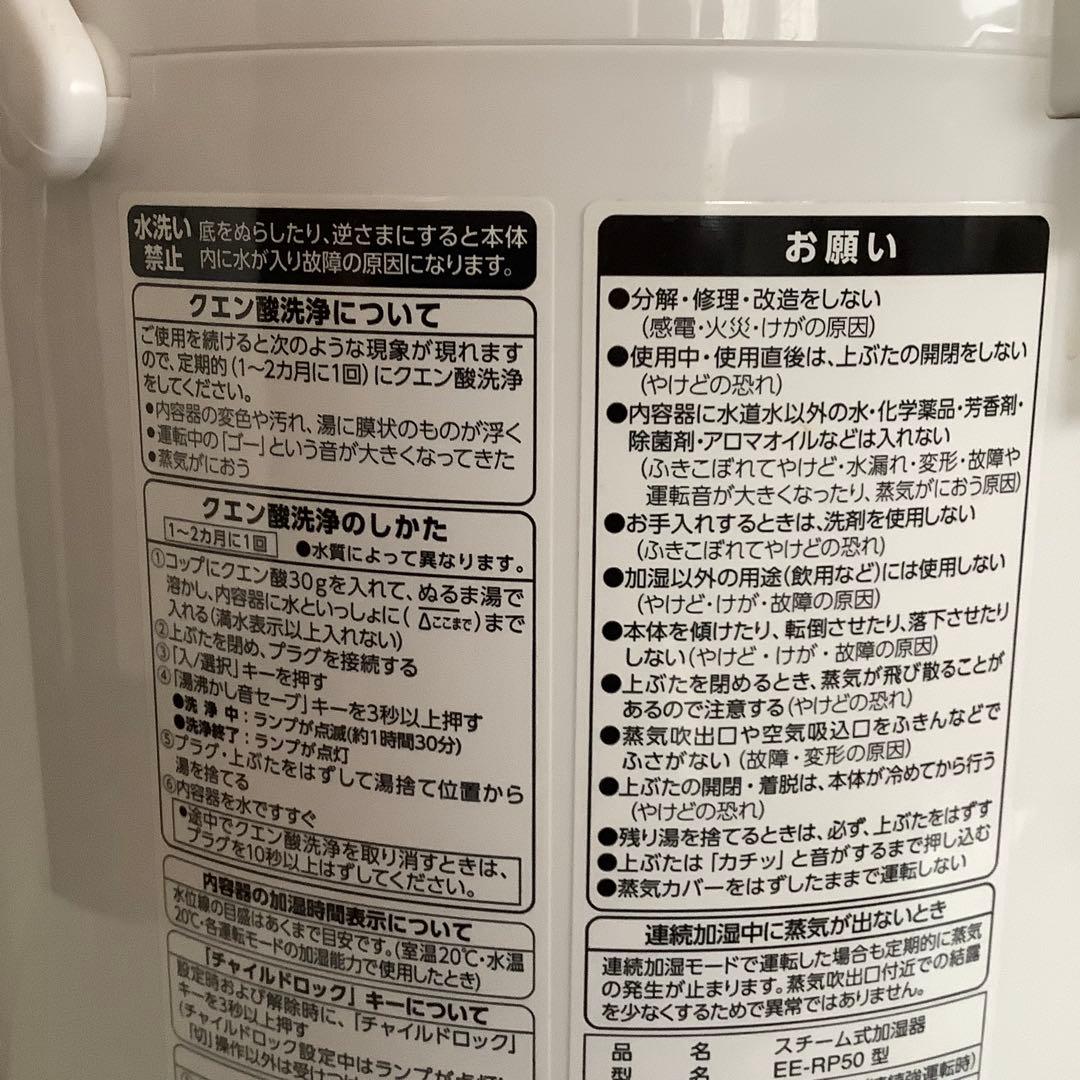 水洗い禁止
底をぬらしたり、逆さまにすると本体
内に水が入り故障の原因になります。
クエン酸洗浄について
ご使用を続けると次のような現象が現れます
ので、定期的(1〜2カ月に1回)にクエン酸洗浄
をしてください。
●内容器の変色や汚れ、湯に膜状のものが浮く
●運転中の「ゴー」という音が大きくなってきた
●蒸気がにおう
クエン酸洗浄のしかた
1〜2カ月に1回 ●水質によって異なります。
①コップにクエン酸30gを入れて、ぬるま湯で
溶かし、内容器に水といっしょに(△ここまで)まで
入れる(満水表示以上入れない)
②上ぶたを閉め、プラグを接続する
③「入/選択」キーを押す
④「湯沸かし音セーブ」キーを3秒以上押す
●洗浄中:ランプが点滅(約1時間30分)
●洗浄終了:ランプが点灯
⑤プラグ・上ぶたをはずして湯捨て位置から
湯を捨てる
⑥内容器を水ですすぐ
●途中でクエン酸洗浄を取り消すときは、
プラグを10秒以上はずしてください。
内容器の加湿時間表示について
水位線の目盛はあくまで目安です。(室温20℃・水温
20℃・各運転モードの加湿能力で使用したとき)
「チャイルドロック」キーについて
設定時および解除時に、「チャイルドロック」
キーを3秒以上押す
(チャイルドロック設定中はランプが点灯し
「切」操作以外は受けつけ
お願い
●分解・修理・改造をしない
(感電・火災・けがの原因)
●使用中・使用直後は、上ぶたの開閉をしない
(やけどの恐れ)
●内容器に水道水以外の水・化学薬品・芳香剤・
除菌剤・アロマオイルなどは入れない
(ふきこぼれてやけど・水漏れ・変形・故障や
運転音が大きくなったり、蒸気がにおう原因)
●お手入れするときは、洗剤を使用しない
(ふきこぼれてやけどの恐れ)
●加湿以外の用途(飲用など)には使用しない
(やけど・けが・故障の原因)
●本体を傾けたり、転倒させたり、落下させたり
しない(やけど・けが・故障の原因)
●上ぶたを閉めるとき、蒸気が飛び散ることが
あるので注意する(やけどの恐れ)
●蒸気吹出口や空気吸込口をふきんなどで
ふさがない(故障・変形の原因)
●上ぶたの開閉・着脱は、本体が冷めてから行う
(やけどの恐れ)
●残り湯を捨てるときは、必ず、上ぶたをはずす
●上ぶたは「カチッ」と音がするまで押し込む
●蒸気カバーをはずしたままで運転しない
連続加湿中に蒸気が出ないとき
連続加湿モードで運転した場合も定期的に蒸気
の発生が止まります。蒸気吹出口付近での結露
を少なくするためで異常ではありません。
品名 スチーム式加湿器
型名 EE-RP50型
続強運転時)